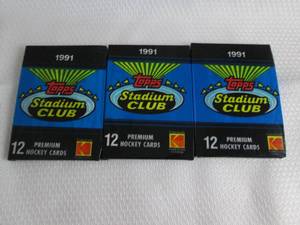 1991
Topps
Stadium
CLUB
12 PREMIUM
HOCKEY CARDS
1991
Topps
Stadium
CLUB
12 PREMIUM
HOCKEY CARDS
1991
Topps
Stadium
CLUB
12 PREMIUM
HOCKEY CARDS